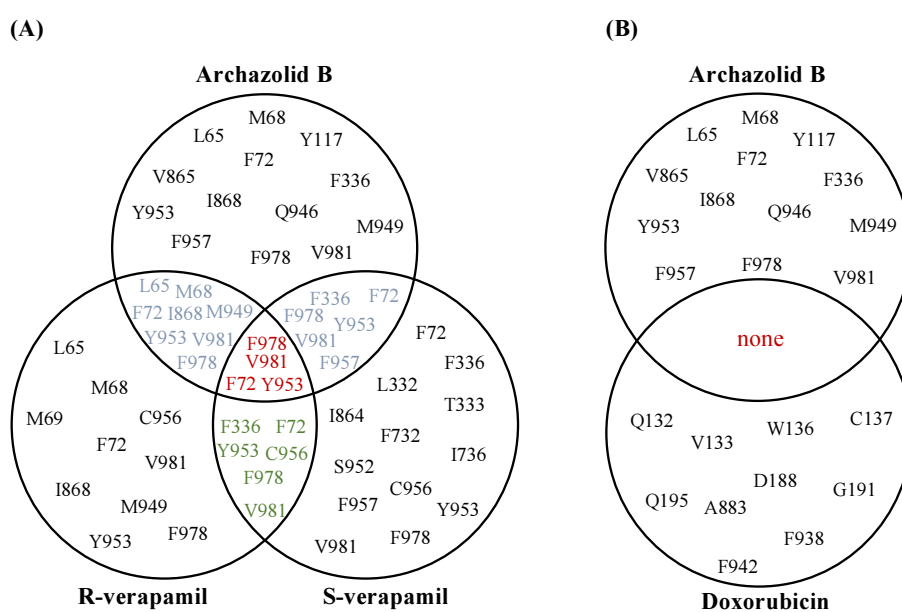 (A)
(B)
Archazolid B
M68
L65
Y117
F72
V865
F336
I868
Y953
Q946
M949
F957
V981
F978
L65
M68
F72 I868 M949
Y953 V981
F978
F336 F72
F978
Y953
V981
F957
F978
V981
F72 Y953
L65
M68
M69
C956
F72
V981
I868
M949
Y953
F978
F336 F72
Y953 C956
F978
V981
F72
F336
L332
T333
I864
F732
I736
S952
C956
F957
Y953
F978
V981
R-verapamil
S-verapamil
Archazolid B
M68
L65
Y117
F72
V865
F336
I868
Q946
Y953
M949
F957
F978
V981
none
Q132
C137
W136
V133
D188
G191
Q195
A883
F938
F942
Doxorubicin